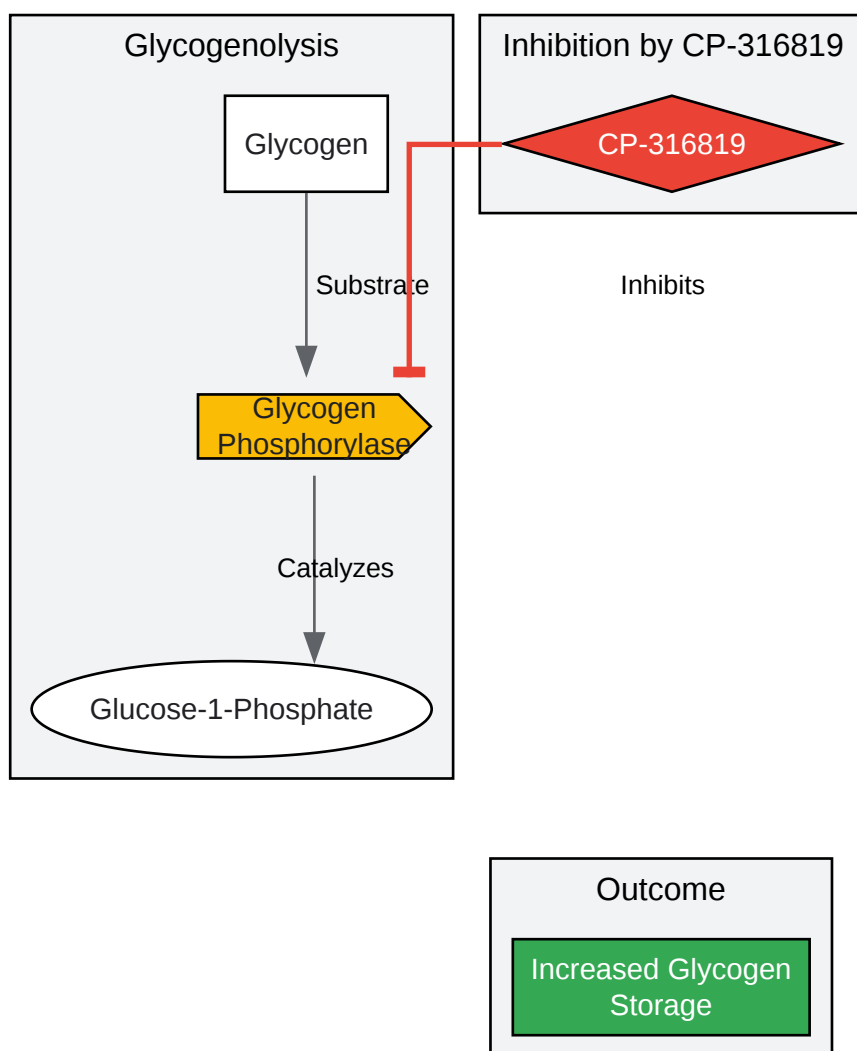 Glycogenolysis
Inhibition by CP-316819
Glycogen
CP-316819
Substrate
Inhibits
Glycogen
Phosphorylase
Catalyzes
Glucose-1-Phosphate
Outcome
Increased Glycogen
Storage